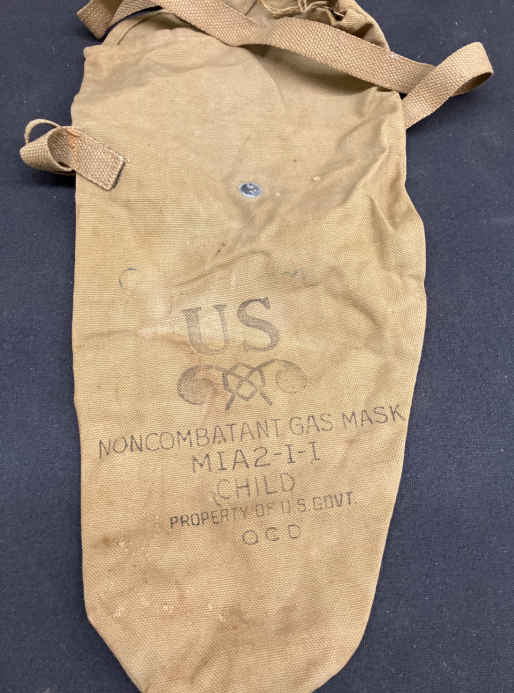 US
NONCOMBATANT GAS MASK
M1A2-1-1
CHILD
PROPERTY OF U.S. GOVT.
OCD